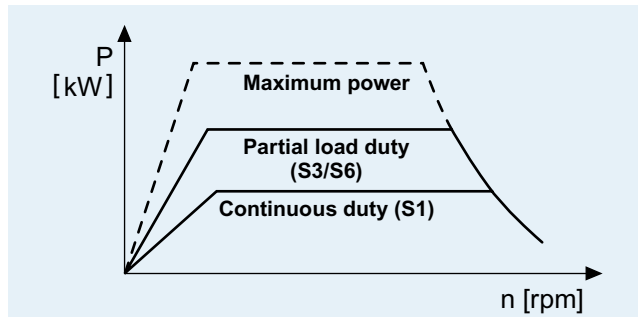 P
[kW]
Maximum power
Partial load duty
(S3/S6)
Continuous duty (S1)
n [rpm]